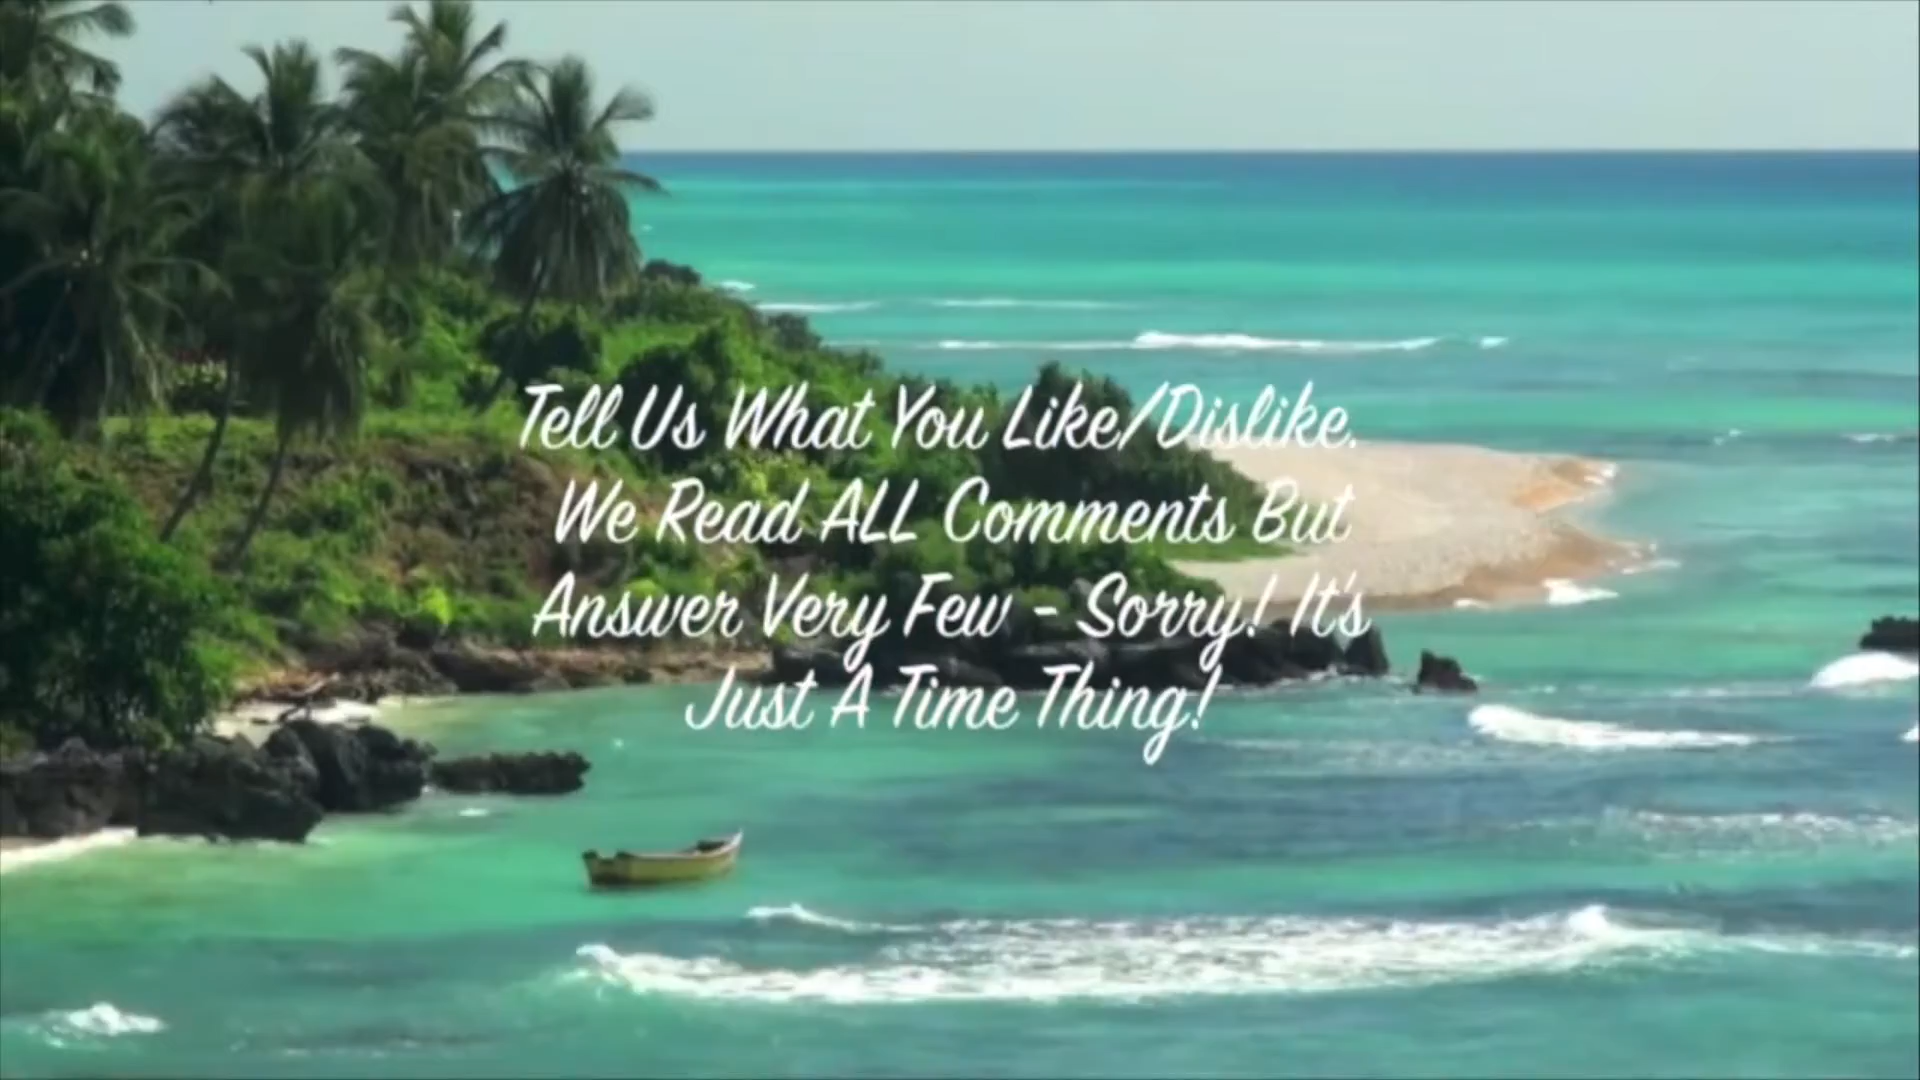 Tell Us What You Like/Dislike.
We Read ALL Comments But
Answer Very Few - Sorry! It's
Just A Time Thing!